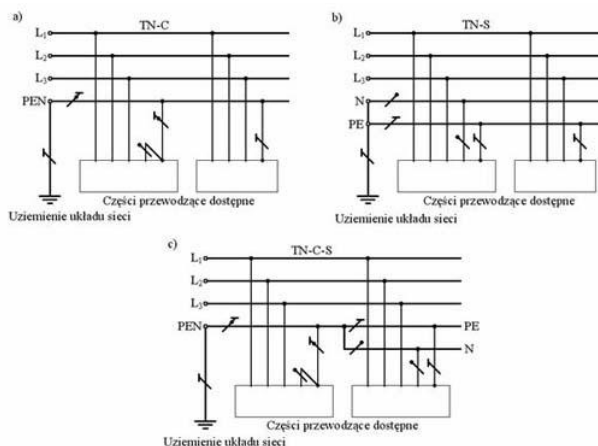 a)
TN-C
L₁
L₂
L₃
PEN
Części przewodzące dostępne
Uziemienie układu sieci
b)
TN-S
L₁
L₂
L₃
N
PE
Części przewodzące dostępne
Uziemienie układu sieci
c)
TN-C-S
L₁
L₂
L₃
PEN
PE
N
Części przewodzące dostępne
Uziemienie układu sieci